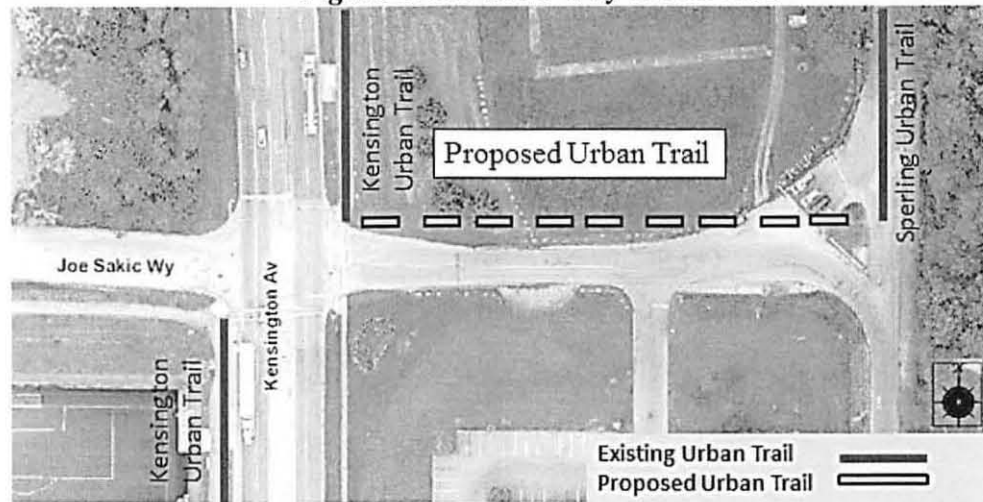 Kensington
Urban Trail
Proposed Urban Trail
Sperling Urban Trail
Joe Sakic Wy
Kensington Av
Kensington
Urban Trail
Existing Urban Trail
Proposed Urban Trail